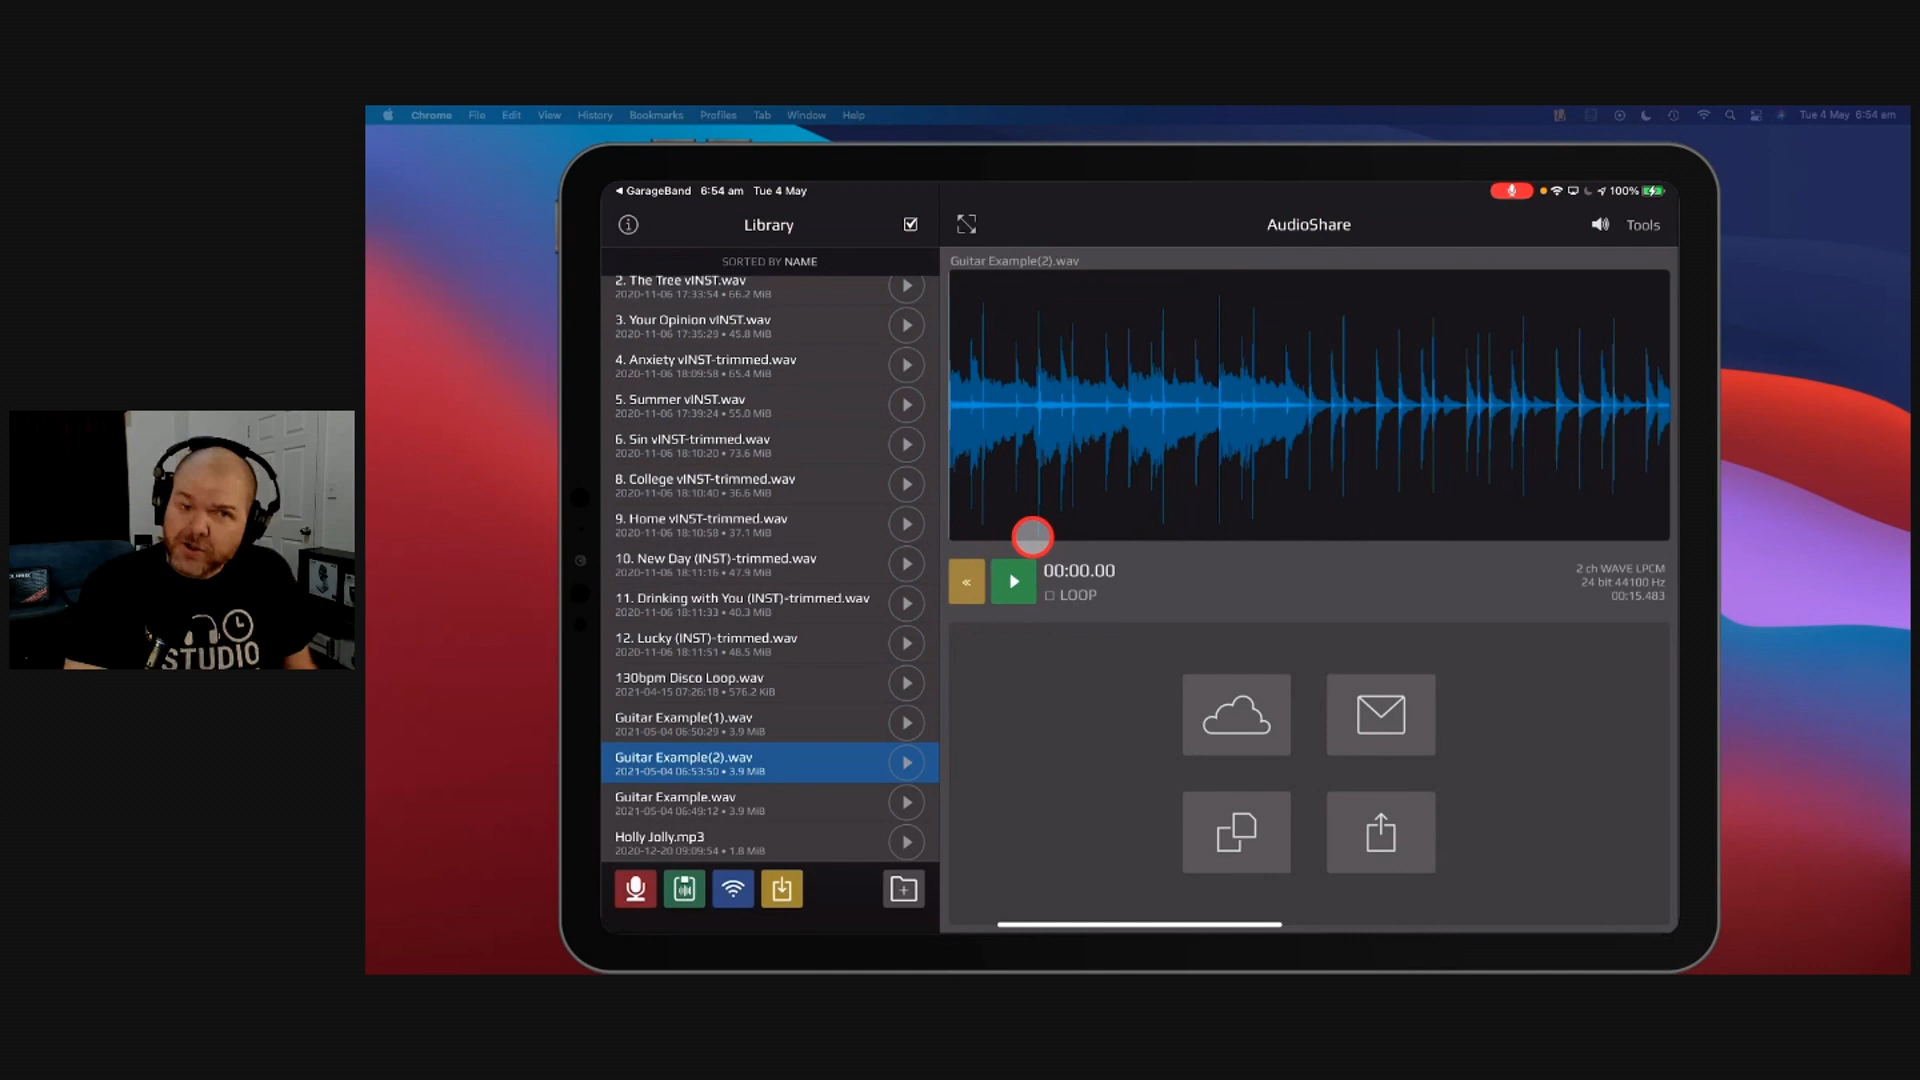 Chrome File Edit View History Bookmarks Profiles Tab Window Help
Tue 4 May 6:54 am
GarageBand 6:54 am Tue 4 May
100%
Library
AudioShare
Tools
SORTED BY NAME
2. The Tree vINST.wav
2020-11-06 17:33:54 • 66.2 MiB
3. Your Opinion vINST.wav
2020-11-06 17:35:29 • 45.8 MiB
4. Anxiety vINST-trimmed.wav
2020-11-06 18:09:58 • 65.4 MiB
5. Summer vINST.wav
2020-11-06 17:39:24 • 55.0 MiB
6. Sin vINST-trimmed.wav
2020-11-06 18:10:20 • 73.6 MiB
8. College vINST-trimmed.wav
2020-11-06 18:10:40 • 36.6 MiB
9. Home vINST-trimmed.wav
2020-11-06 18:10:58 • 37.1 MiB
10. New Day (INST)-trimmed.wav
2020-11-06 18:11:16 • 47.9 MiB
11. Drinking with You (INST)-trimmed.wav
2020-11-06 18:11:33 • 40.3 MiB
12. Lucky (INST)-trimmed.wav
2020-11-06 18:11:51 • 48.5 MiB
130bpm Disco Loop.wav
2021-04-15 07:26:18 • 576.2 KiB
Guitar Example(1).wav
2021-05-04 06:50:29 • 3.9 MiB
Guitar Example(2).wav
2021-05-04 06:53:50 • 3.9 MiB
Guitar Example.wav
2021-05-04 06:49:12 • 3.9 MiB
Holly Jolly.mp3
2020-12-20 09:09:54 • 1.8 MiB
Guitar Example(2).wav
00:00.00
LOOP
2 ch WAVE LPCM
24 bit 44100 Hz
00:15.483
STUDIO